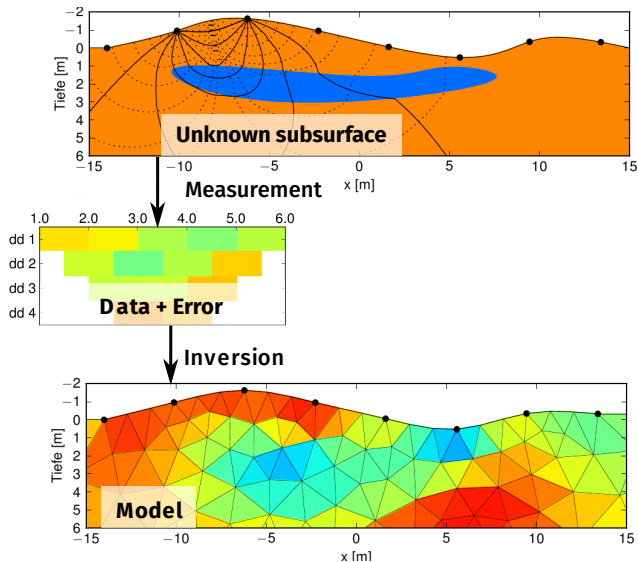 −2
−1
0
1
2
3
4
5
6
Tiefe [m]
Unknown subsurface
−15 −10 −5 0 5 10 15
x [m]
Measurement
1.0 2.0 3.0 4.0 5.0 6.0
dd 1
dd 2
dd 3
Data + Error
dd 4
Inversion
−2
−1
0
1
2
3
4
5
6
Tiefe [m]
Model
−15 −10 −5 0 5 10 15
x [m]